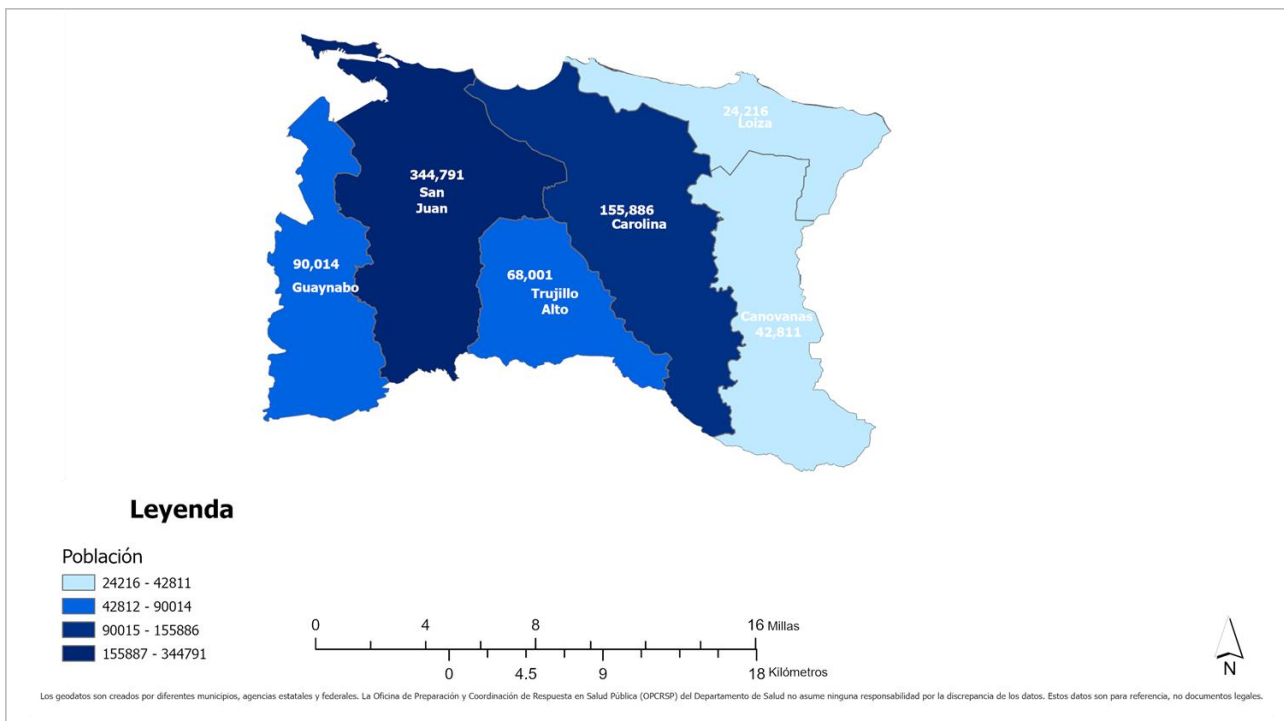 24,216
Loiza
344,791
San
Juan
155,886
Carolina
90,014
Guaynabo
68,001
Trujillo
Alto
Canovanas
42,811
Leyenda
Población
24216 - 42811
42812 - 90014
90015 - 155886
155887 - 344791
0 4 8 16 Millas
0 4.5 9 18 Kilómetros
N
Los geodatos son creados por diferentes municipios, agencias estatales y federales. La Oficina de Preparación y Coordinación de Respuesta en Salud Pública (OPCRSP) del Departamento de Salud no asume ninguna responsabilidad por la discrepancia de los datos. Estos datos son para referencia, no documentos legales.